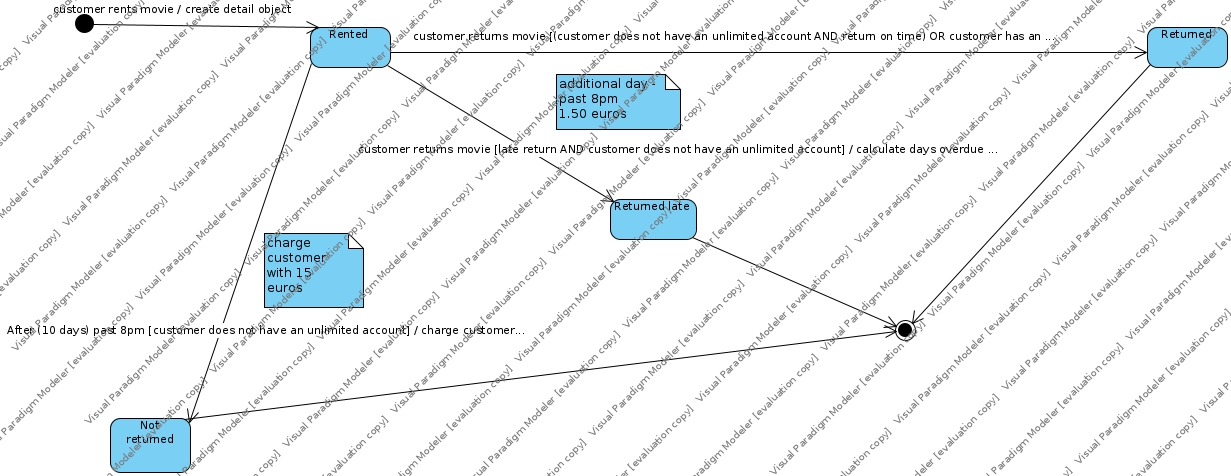 customer rents movie / create detail object
Rented
customer returns movie [(customer does not have an unlimited account AND return on time) OR customer has an ...
Returned
additional day -
past 8pm
1.50 euros
customer returns movie [late return AND customer does not have an unlimited account] / calculate days overdue ...
Returned late
charge
customer
with 15
euros
After (10 days) past 8pm [customer does not have an unlimited account] / charge customer...
Not
returned
Visual Paradigm Modeler [evaluation copy]